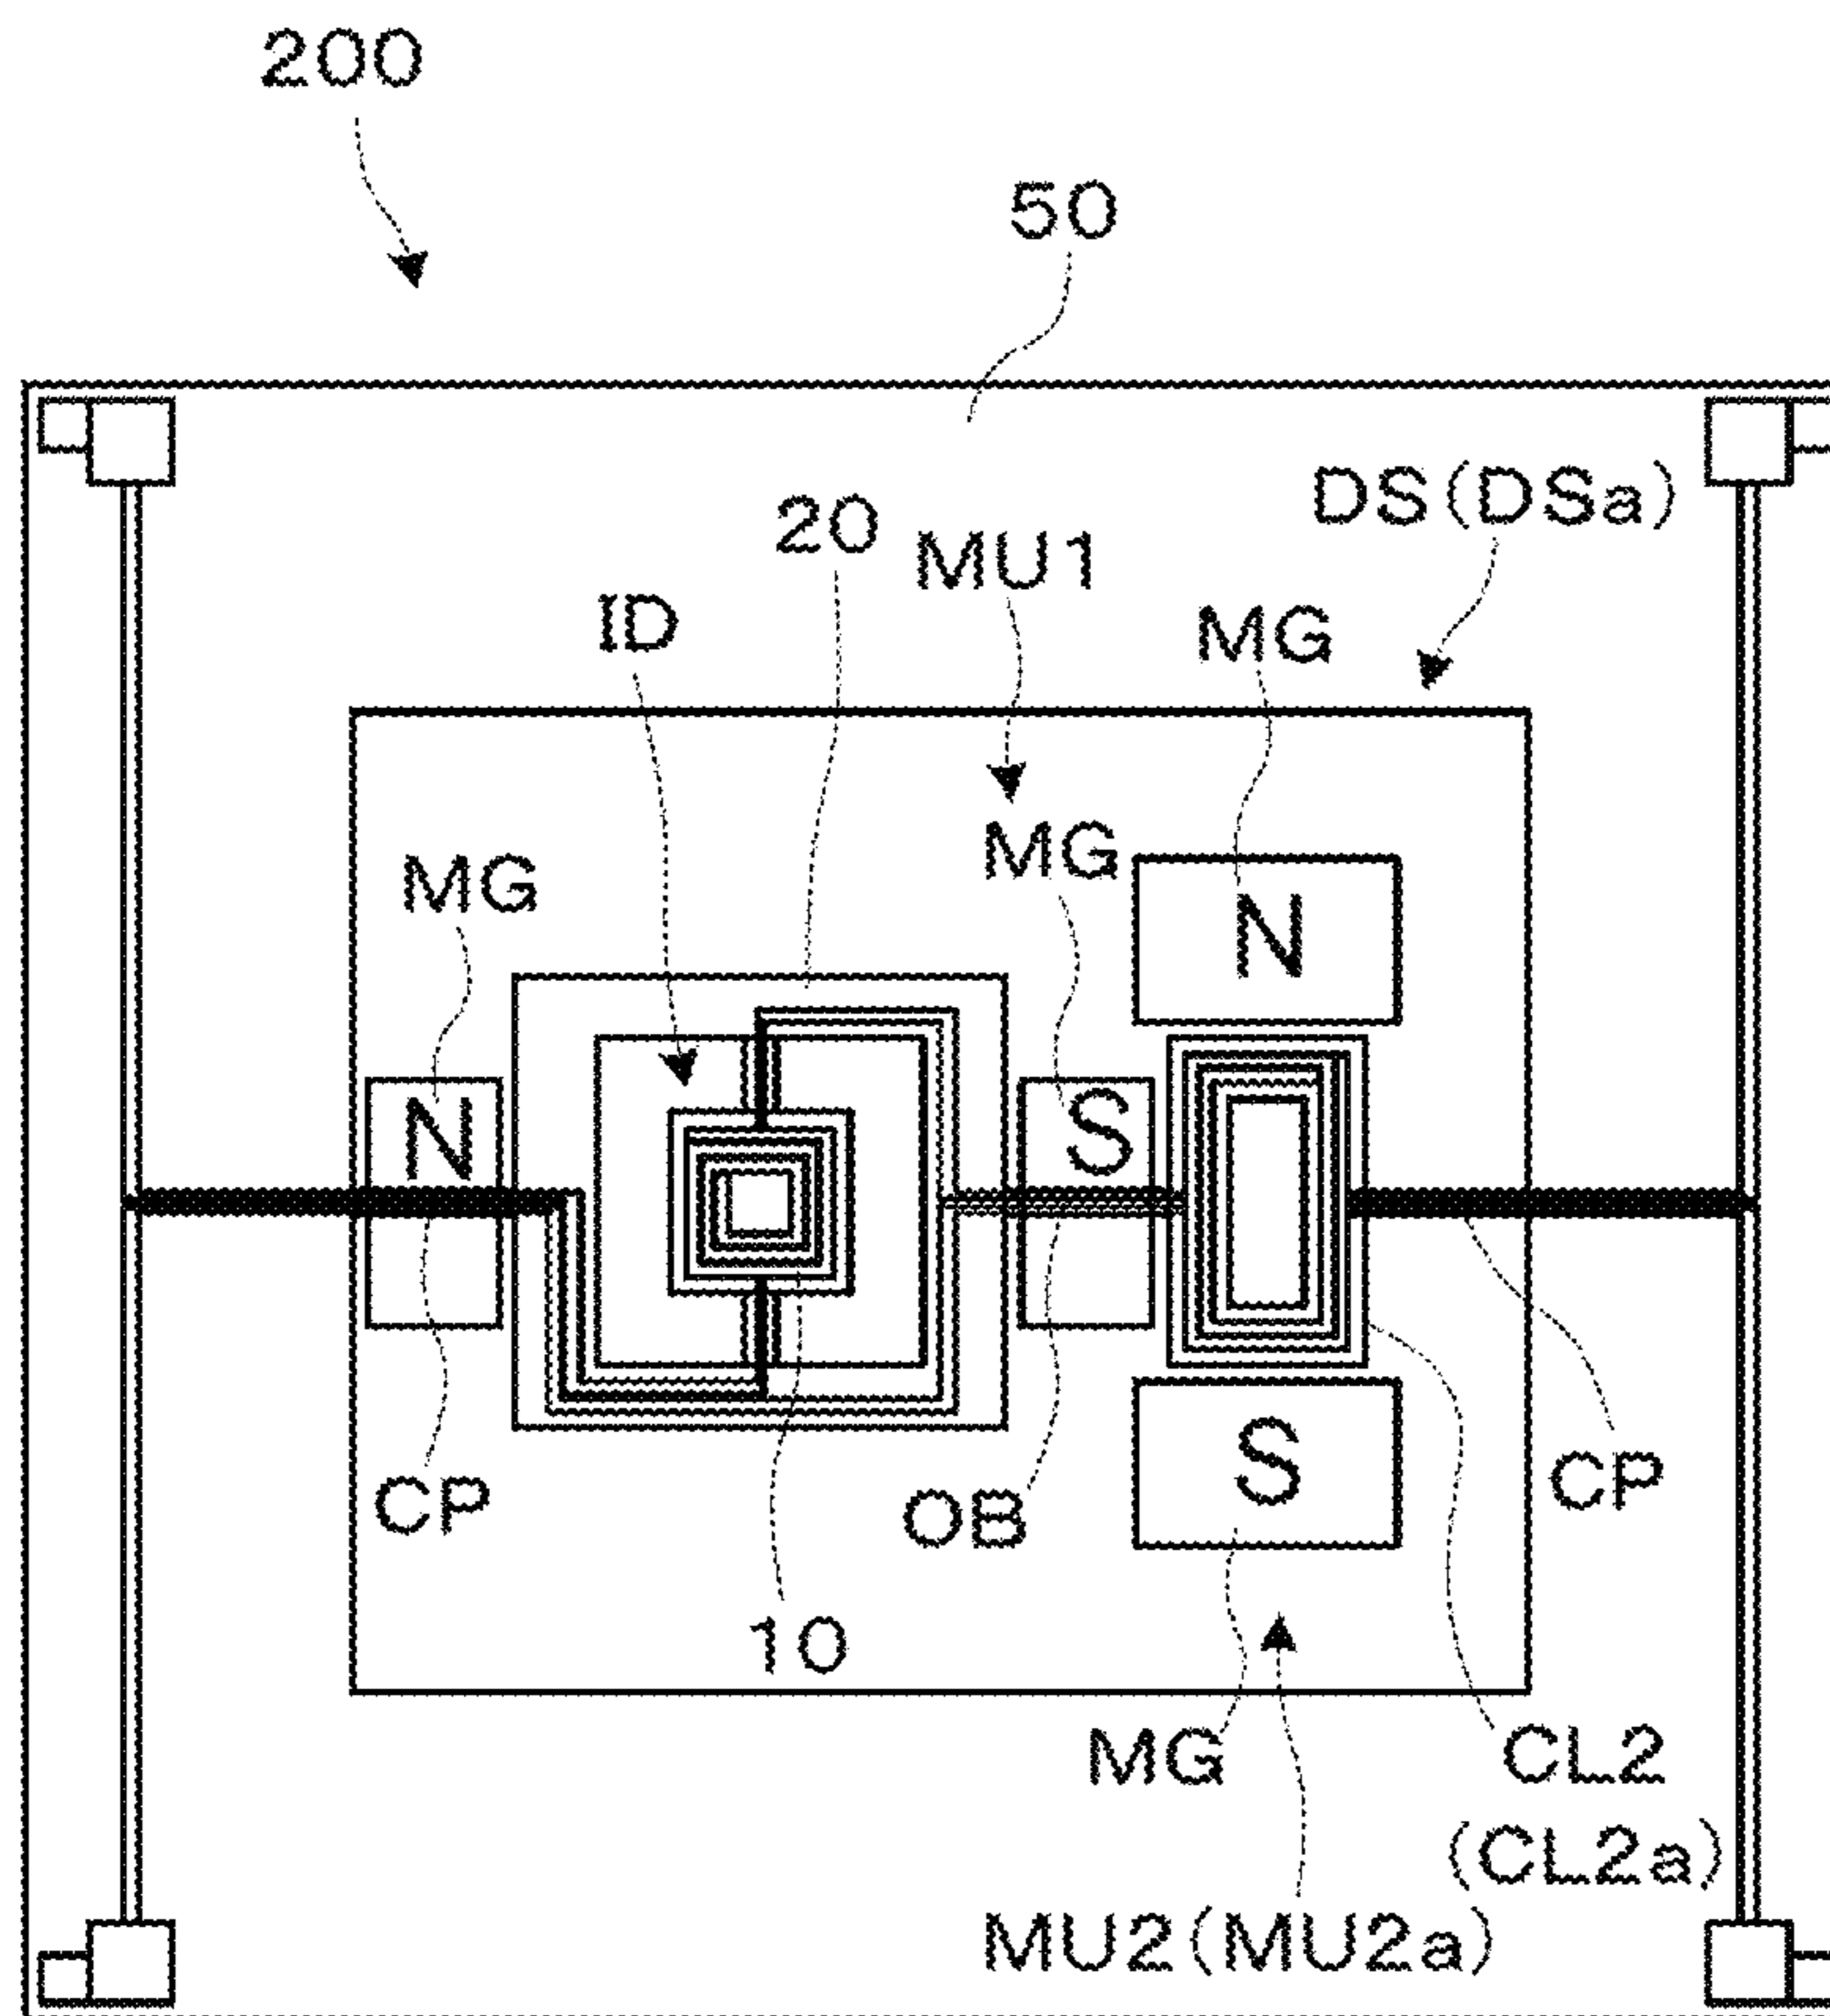 200
50
DS(DSa)
20
MU1
ID
MG
MG
MG
N
N
S
CP
OB
S
CP
10
MG
CL2
(CL2a)
MU2(MU2a)